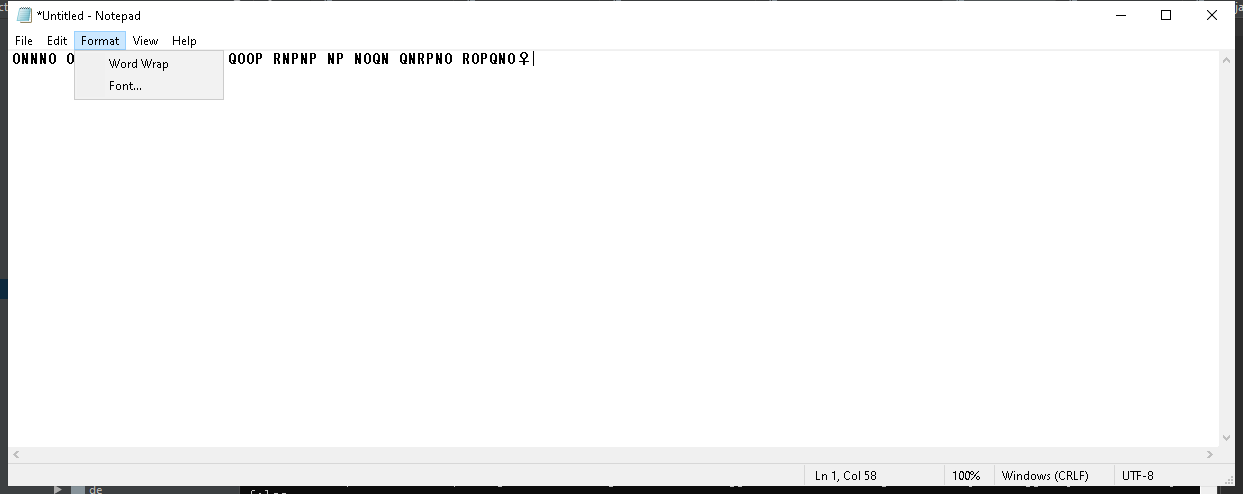 *Untitled - Notepad
File Edit Format View Help
ONNNO O QOOP RNPNP NP NOQN QNRPNO ROPQNO♀
Word Wrap
Font...
Ln 1, Col 58 100% Windows (CRLF) UTF-8
de